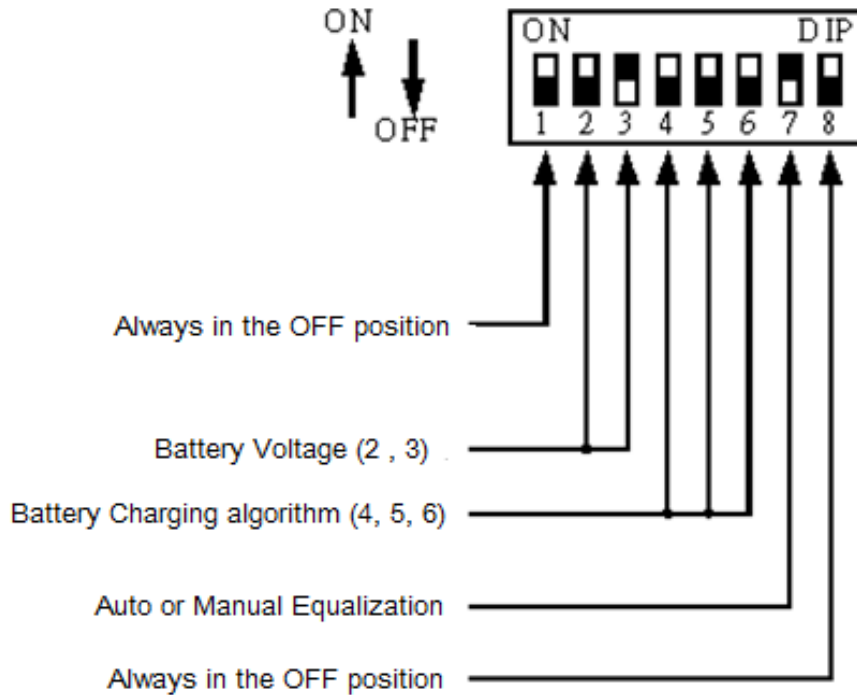 ON
OFF
ON DIP
1 2 3 4 5 6 7 8
Always in the OFF position
Battery Voltage (2 , 3)
Battery Charging algorithm (4, 5, 6)
Auto or Manual Equalization
Always in the OFF position